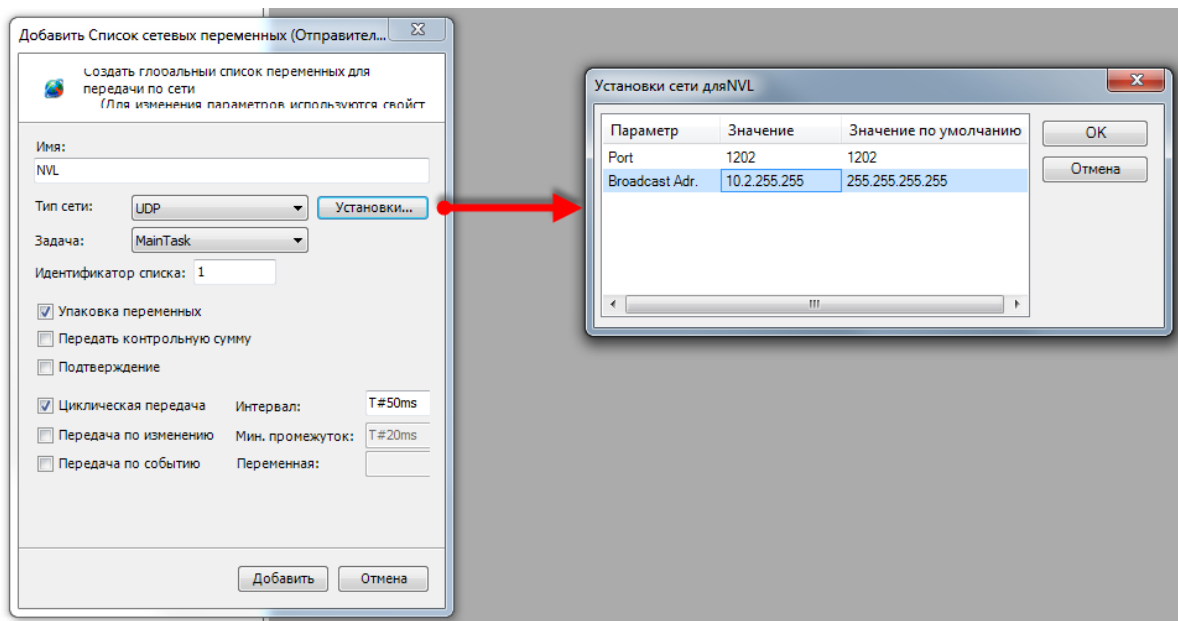 Добавить Список сетевых переменных (Отправител...
Создать глобальный список переменных для
передачи по сети
(Для изменения параметров используются свойст
Имя:
NVL
Тип сети: UDP Установки...
Задача: MainTask
Идентификатор списка: 1
Упаковка переменных
Передать контрольную сумму
Подтверждение
Циклическая передача Интервал: T#50ms
Передача по изменению Мин. промежуток: T#20ms
Передача по событию Переменная:
Добавить Отмена
Установки сети дляNVL
Параметр Значение Значение по умолчанию
Port 1202 1202
Broadcast Adr. 10.2.255.255 255.255.255.255
OK
Отмена